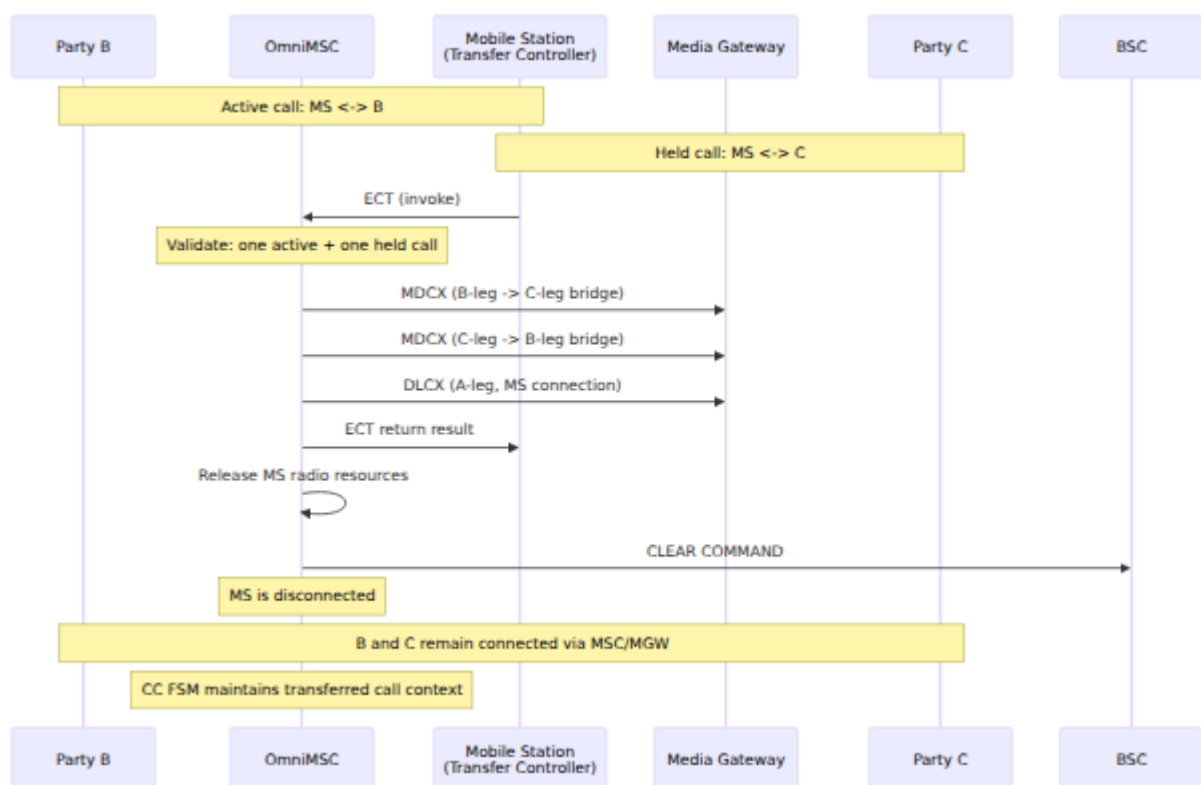 Party B
OmniMSC
Mobile Station
(Transfer Controller)
Media Gateway
Party C
BSC
Active call: MS <-> B
Held call: MS <-> C
ECT (invoke)
Validate: one active + one held call
MDCX (B-leg -> C-leg bridge)
MDCX (C-leg -> B-leg bridge)
DLCX (A-leg, MS connection)
ECT return result
Release MS radio resources
CLEAR COMMAND
MS is disconnected
B and C remain connected via MSC/MGW
CC FSM maintains transferred call context
Party B
OmniMSC
Mobile Station
(Transfer Controller)
Media Gateway
Party C
BSC